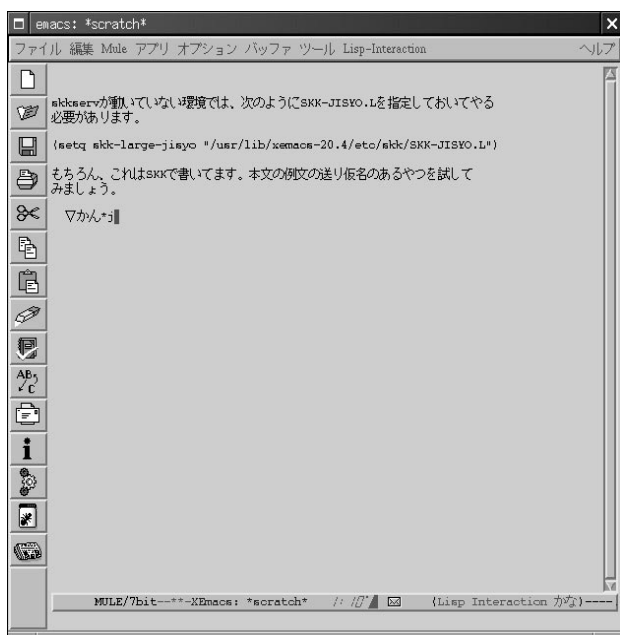 emacs: *scratch*
ファイル 編集 Mule アプリ オプション バッファ ツール Lisp-Interaction ヘルプ
skkservが動いていない環境では、次のようにSKK-JISYO.Lを指定しておいてやる
必要があります。
(setq skk-large-jisyo "/usr/lib/xemacs-20.4/etc/skk/SKK-JISYO.L")
もちろん、これはSKKで書いてます。本文の例文の送り仮名のあるやつを試して
みましょう。
▽かん*j
AB
C
i
MULE/7bit--**-XEmacs: *scratch* 1:10 (Lisp Interaction かな)----